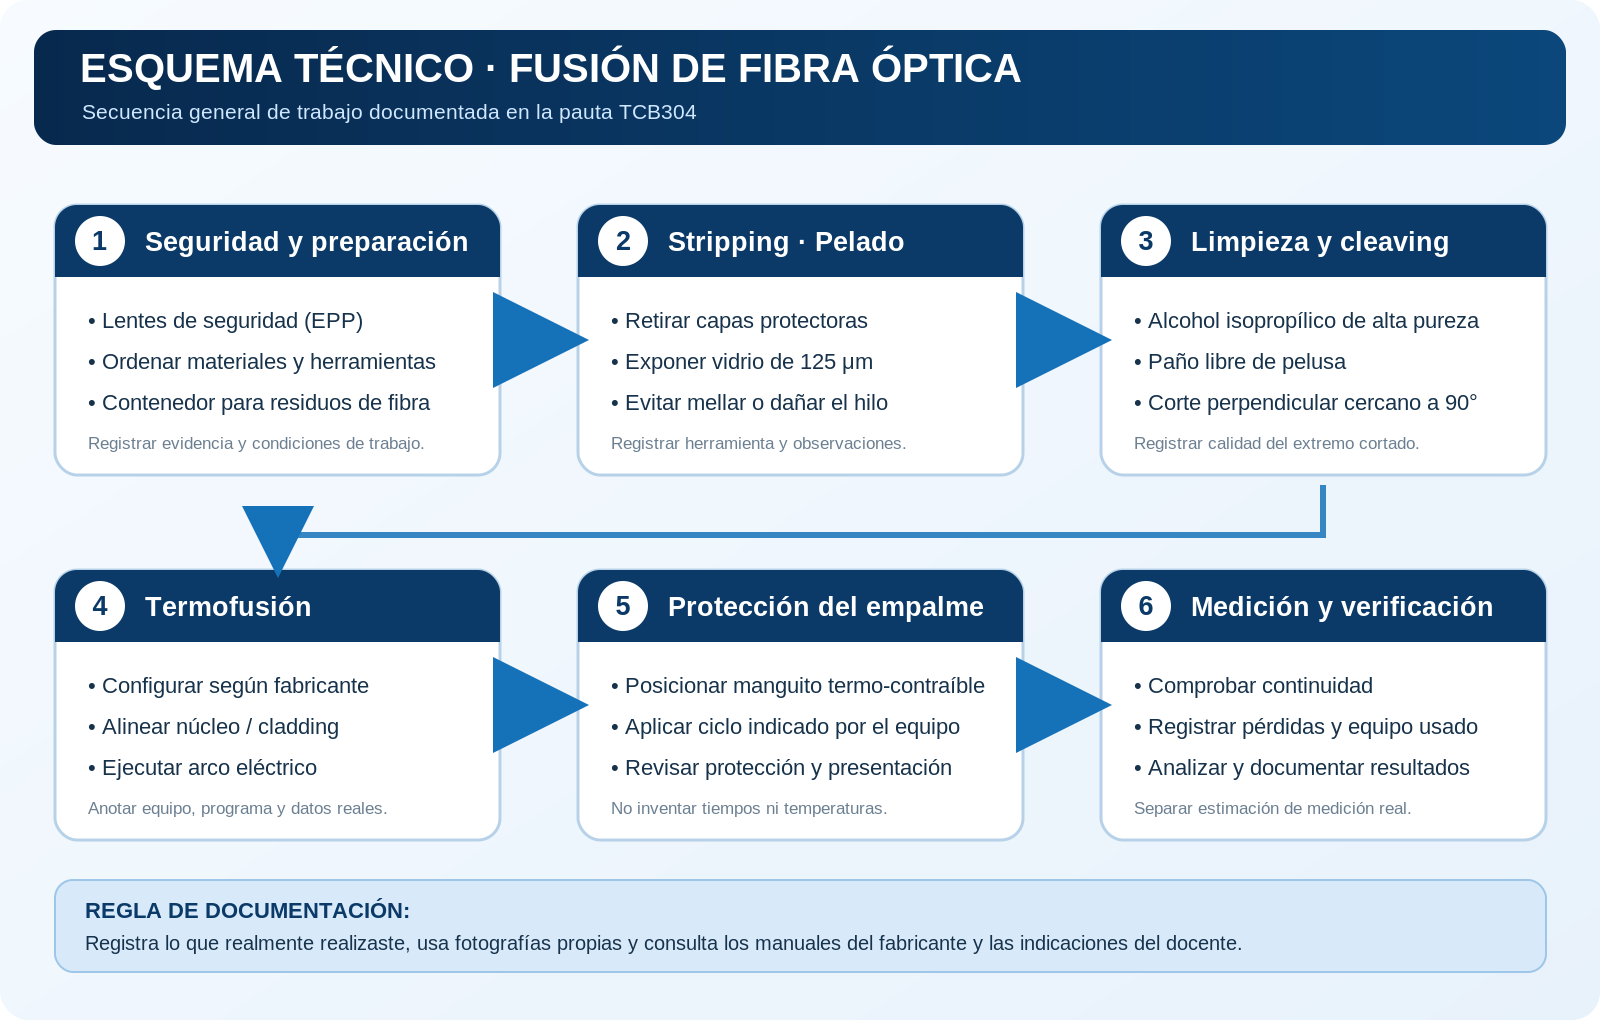 ESQUEMA TÉCNICO · FUSIÓN DE FIBRA ÓPTICA
Secuencia general de trabajo documentada en la pauta TCB304
1 Seguridad y preparación
• Lentes de seguridad (EPP)
• Ordenar materiales y herramientas
• Contenedor para residuos de fibra
Registrar evidencia y condiciones de trabajo.
2 Stripping · Pelado
• Retirar capas protectoras
• Exponer vidrio de 125 µm
• Evitar mellar o dañar el hilo
Registrar herramienta y observaciones.
3 Limpieza y cleaving
• Alcohol isopropílico de alta pureza
• Paño libre de pelusa
• Corte perpendicular cercano a 90°
Registrar calidad del extremo cortado.
4 Termofusión
• Configurar según fabricante
• Alinear núcleo / cladding
• Ejecutar arco eléctrico
Anotar equipo, programa y datos reales.
5 Protección del empalme
• Posicionar manguito termo-contraíble
• Aplicar ciclo indicado por el equipo
• Revisar protección y presentación
No inventar tiempos ni temperaturas.
6 Medición y verificación
• Comprobar continuidad
• Registrar pérdidas y equipo usado
• Analizar y documentar resultados
Separar estimación de medición real.
REGLA DE DOCUMENTACIÓN:
Registra lo que realmente realizaste, usa fotografías propias y consulta los manuales del fabricante y las indicaciones del docente.